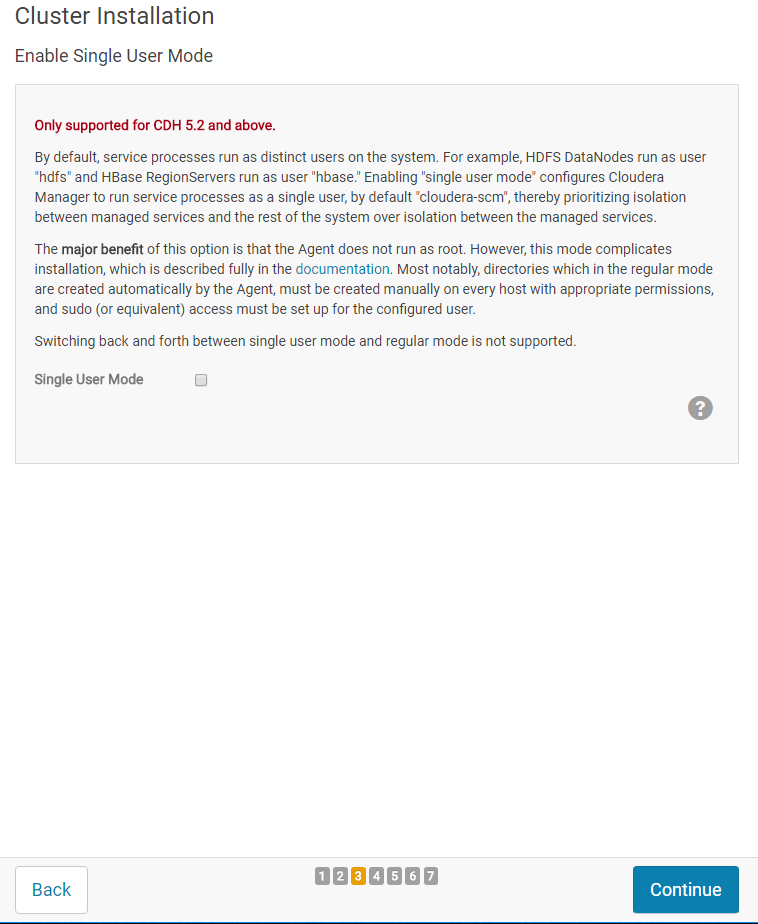 Cluster Installation
Enable Single User Mode
Only supported for CDH 5.2 and above.
By default, service processes run as distinct users on the system. For example, HDFS DataNodes run as user
"hdfs" and HBase RegionServers run as user "hbase." Enabling "single user mode" configures Cloudera
Manager to run service processes as a single user, by default "cloudera-scm", thereby prioritizing isolation
between managed services and the rest of the system over isolation between the managed services.
The major benefit of this option is that the Agent does not run as root. However, this mode complicates
installation, which is described fully in the documentation. Most notably, directories which in the regular mode
are created automatically by the Agent, must be created manually on every host with appropriate permissions,
and sudo (or equivalent) access must be set up for the configured user.
Switching back and forth between single user mode and regular mode is not supported.
Single User Mode
?
Back
1 2 3 4 5 6 7
Continue